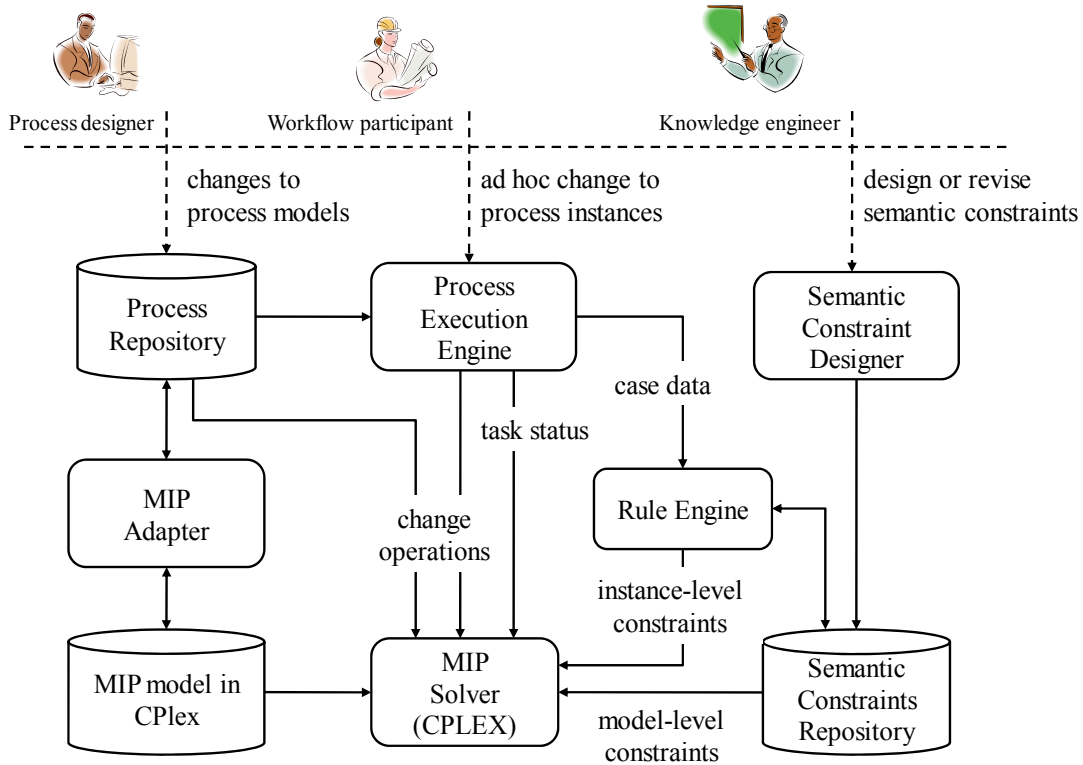 Process designer
Workflow participant
Knowledge engineer
changes to
process models
ad hoc change to
process instances
design or revise
semantic constraints
Process
Repository
Process
Execution
Engine
Semantic
Constraint
Designer
case data
task status
MIP
Adapter
change
operations
Rule Engine
instance-level
constraints
MIP model in
CPlex
MIP
Solver
(CPLEX)
model-level
constraints
Semantic
Constraints
Repository